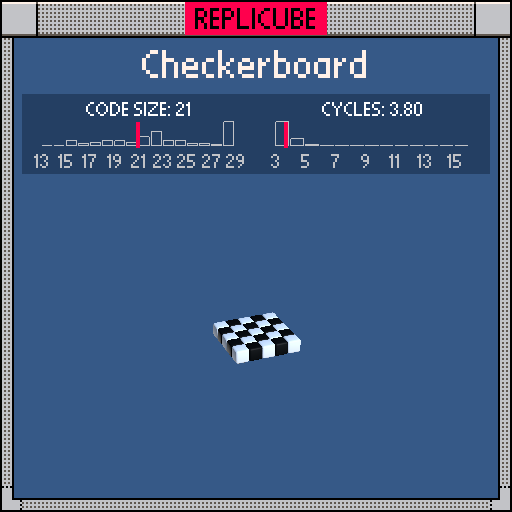 REPLICUBE
Checkerboard
CODE SIZE: 21 CYCLES: 3.80
13 15 17 19 21 23 25 27 29 3 5 7 9 11 13 15